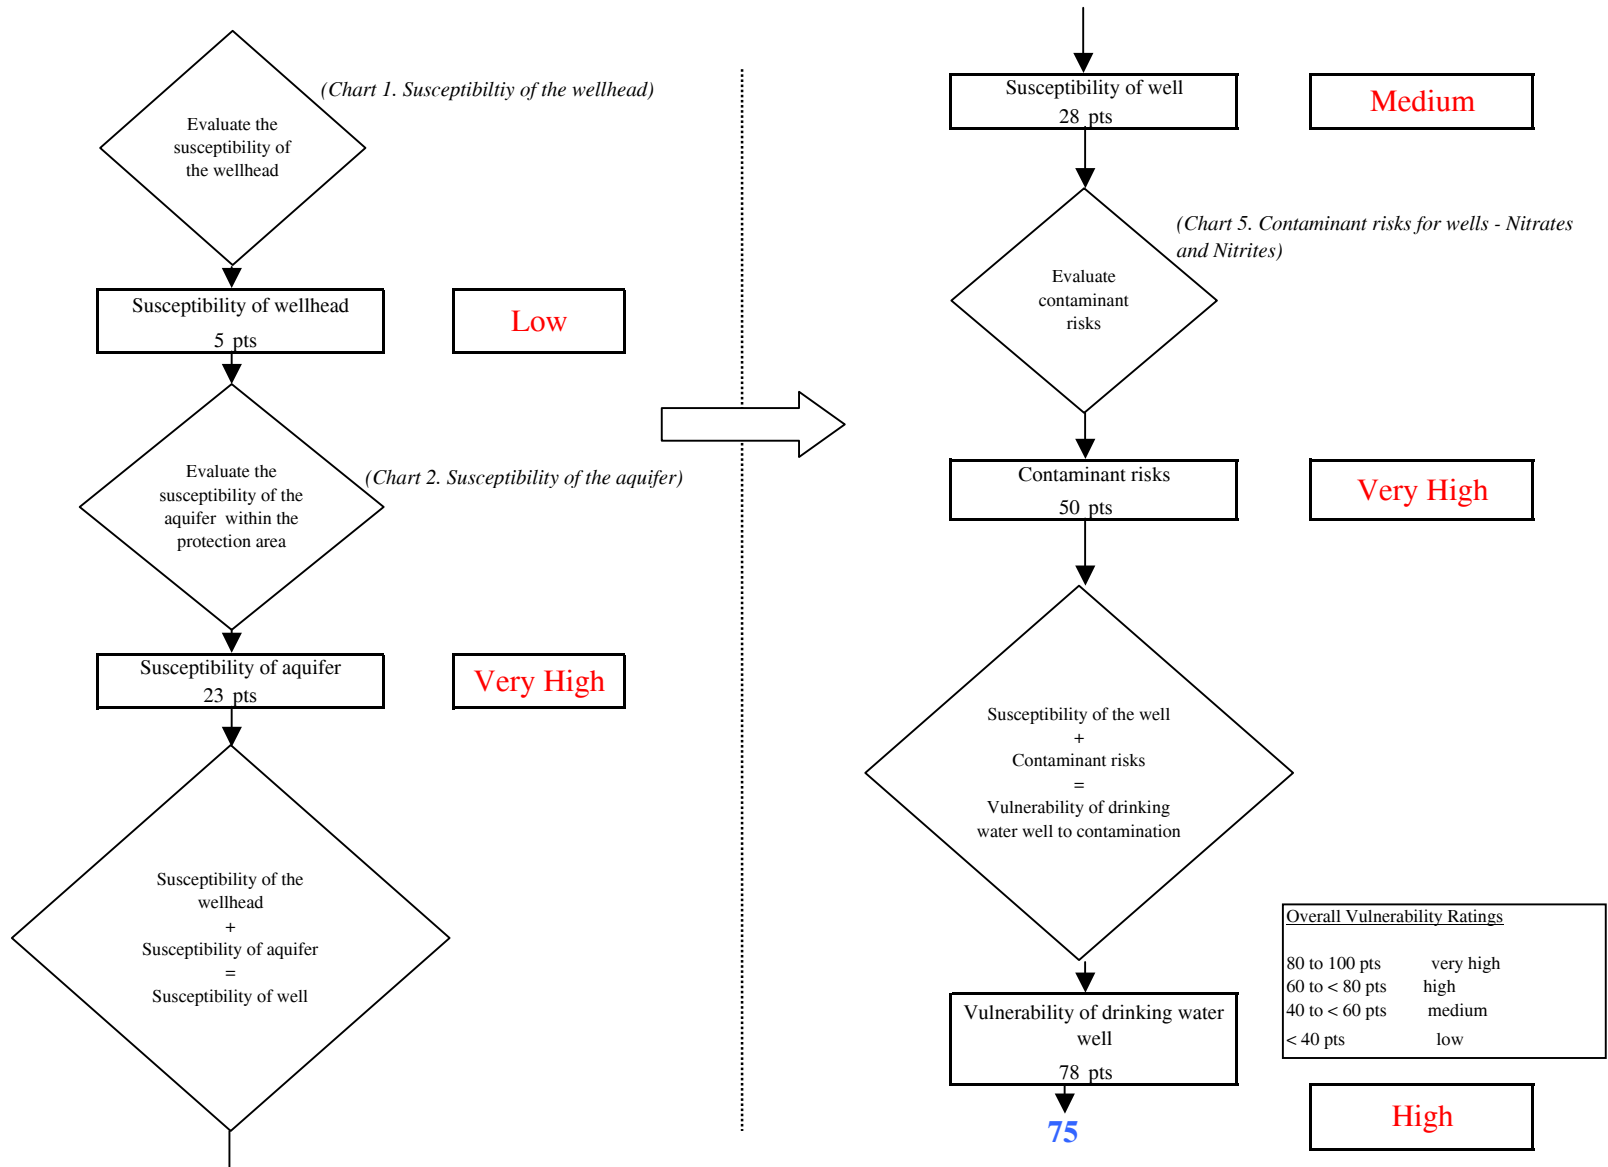 (Chart 1. Susceptibiltiy of the wellhead)
Evaluate the
susceptibility of
the wellhead
Susceptibility of wellhead
5 pts
Low
Evaluate the
susceptibility of the
aquifer within the
protection area
(Chart 2. Susceptibility of the aquifer)
Susceptibility of aquifer
23 pts
Very High
Susceptibility of the
wellhead
+
Susceptibility of aquifer
=
Susceptibility of well
Susceptibility of well
28 pts
Medium
(Chart 5. Contaminant risks for wells - Nitrates
and Nitrites)
Evaluate
contaminant
risks
Contaminant risks
50 pts
Very High
Susceptibility of the well
+
Contaminant risks
=
Vulnerability of drinking
water well to contamination
Overall Vulnerability Ratings
80 to 100 pts very high
60 to < 80 pts high
40 to < 60 pts medium
< 40 pts low
Vulnerability of drinking water
well
78 pts
75
High